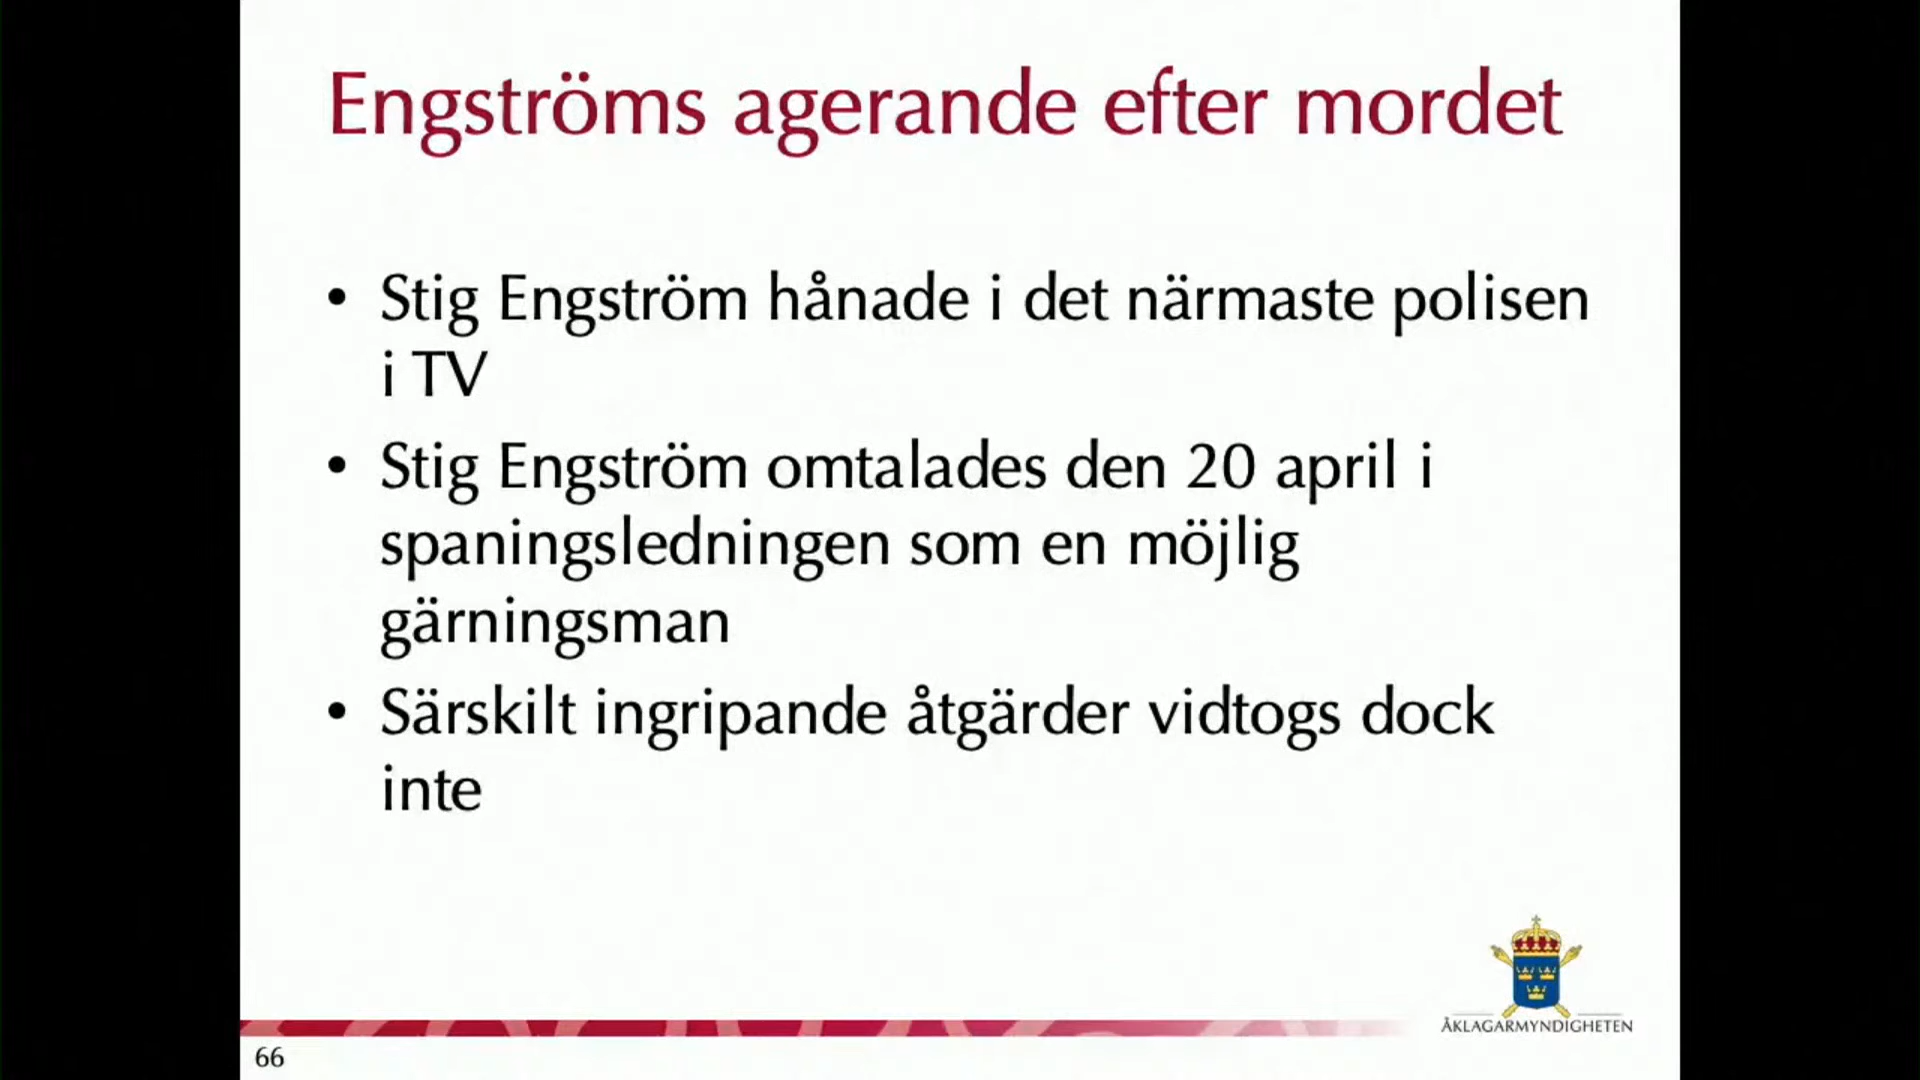 Engströms agerande efter mordet
• Stig Engström hånade i det närmaste polisen
i TV
• Stig Engström omtalades den 20 april i
spaningsledningen som en möjlig
gärningsman
• Särskilt ingripande åtgärder vidtogs dock
inte
ÅKLAGARMYNDIGHETEN
66